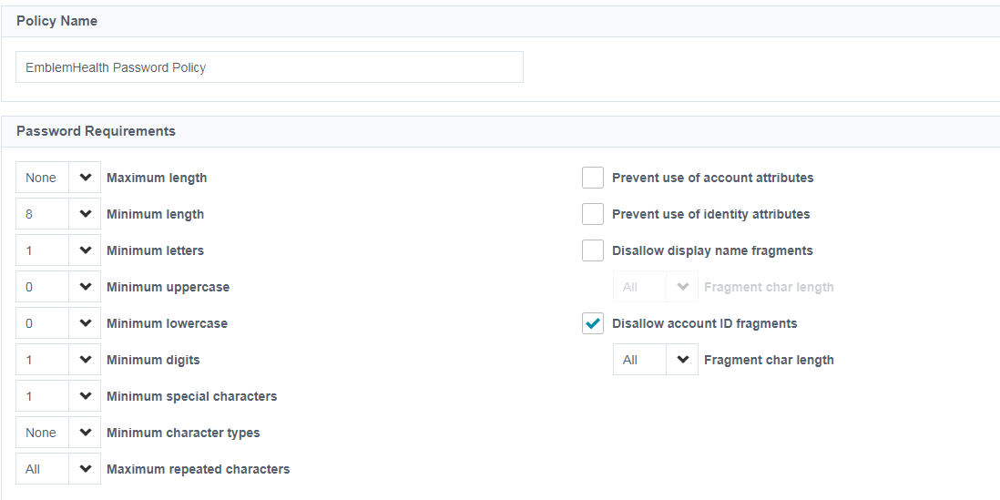 Policy Name
EmblemHealth Password Policy
Password Requirements
None Maximum length
8 Minimum length
1 Minimum letters
0 Minimum uppercase
0 Minimum lowercase
1 Minimum digits
1 Minimum special characters
None Minimum character types
All Maximum repeated characters
Prevent use of account attributes
Prevent use of identity attributes
Disallow display name fragments
All Fragment char length
Disallow account ID fragments
All Fragment char length